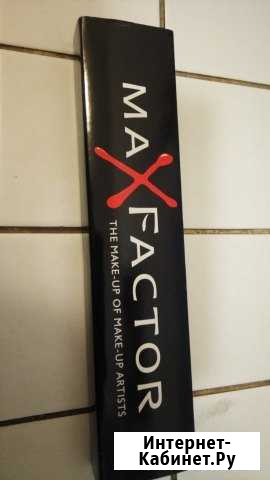 MAXFACTOR
THE MAKE-UP OF MAKE-UP ARTISTS
Интернет-
Кабинет.Ру